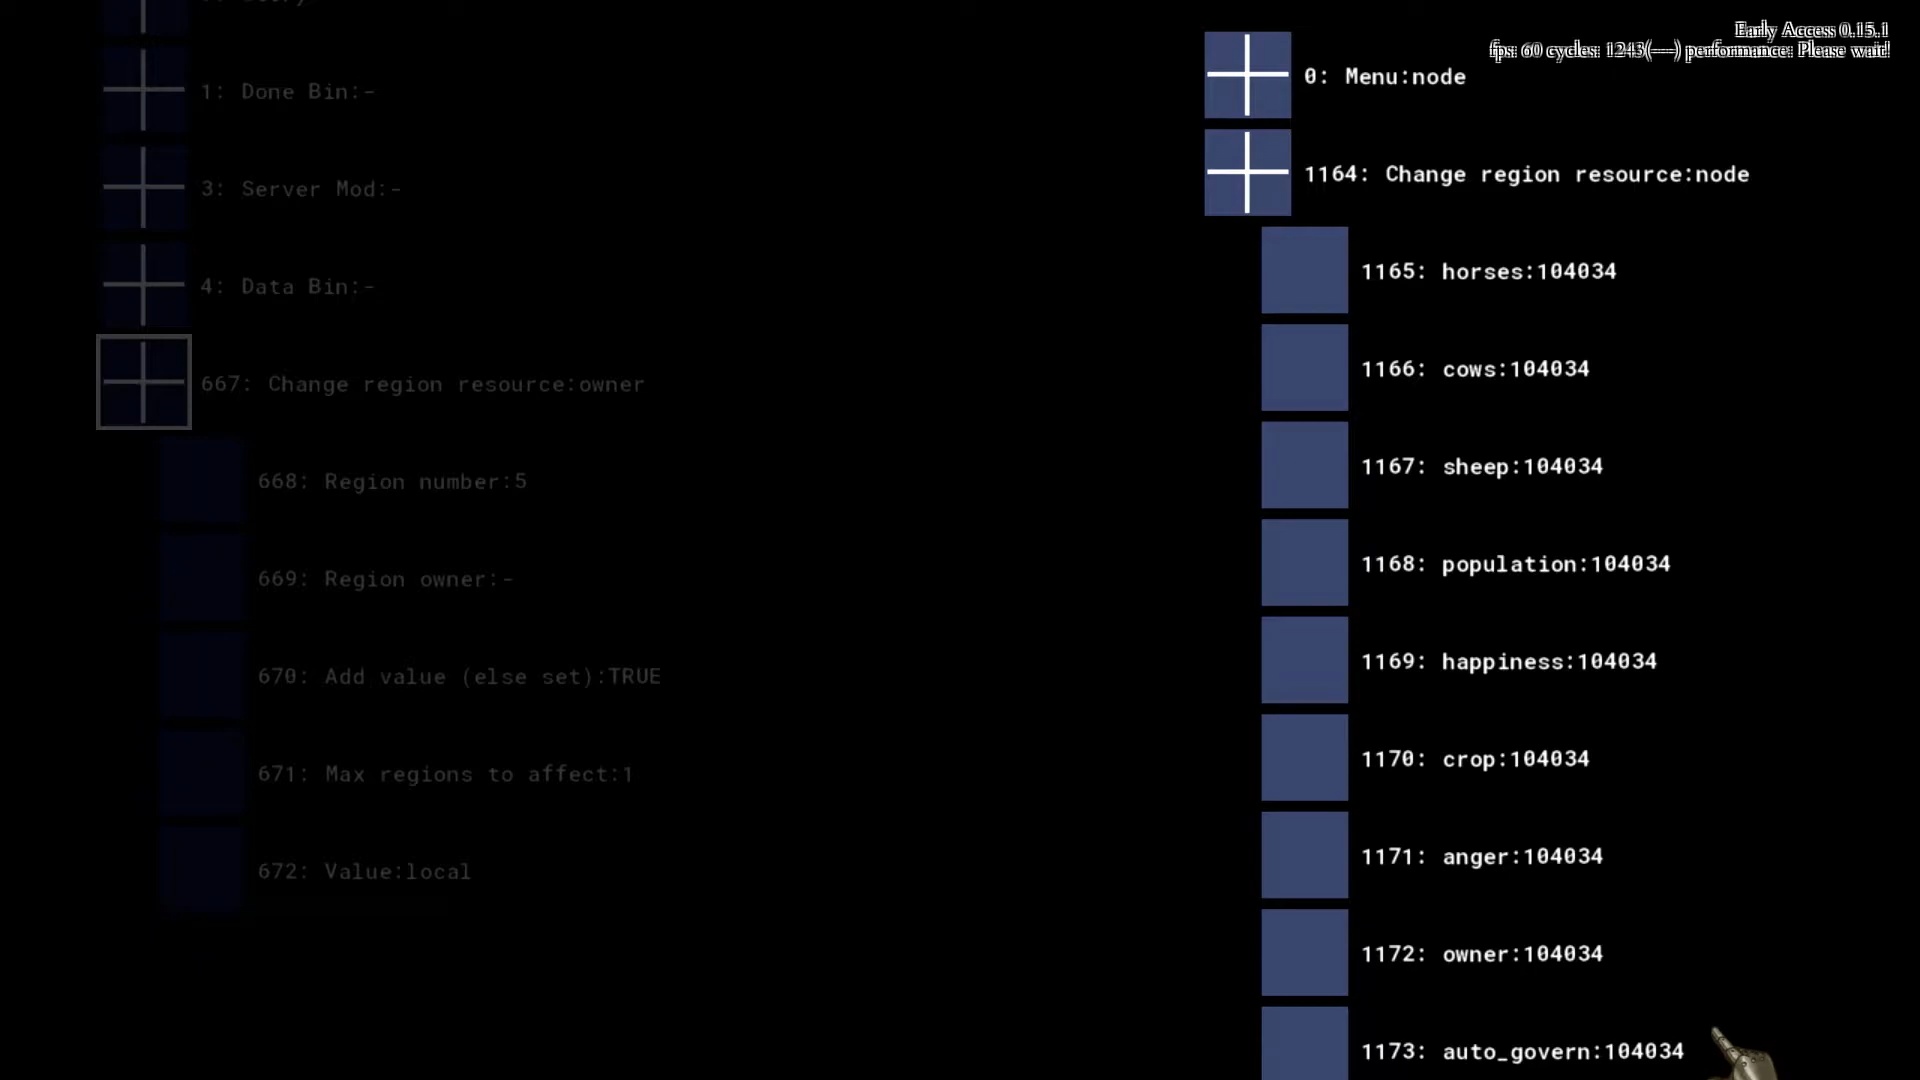 1: Done Bin:-
3: Server Mod:-
4: Data Bin:-
667: Change region resource:owner
668: Region number:5
669: Region owner:-
670: Add value (else set):TRUE
671: Max regions to affect:1
672: Value:local
Early Access 0.15.1
fps: 60 cycles: 1243(---) performance: Please wait!
0: Menu:node
1164: Change region resource:node
1165: horses:104034
1166: cows:104034
1167: sheep:104034
1168: population:104034
1169: happiness:104034
1170: crop:104034
1171: anger:104034
1172: owner:104034
1173: auto_govern:104034